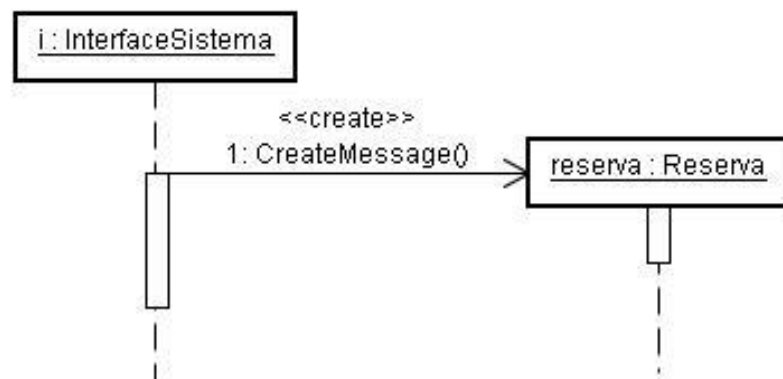 i : InterfaceSistema
<<create>>
1: CreateMessage()
reserva : Reserva